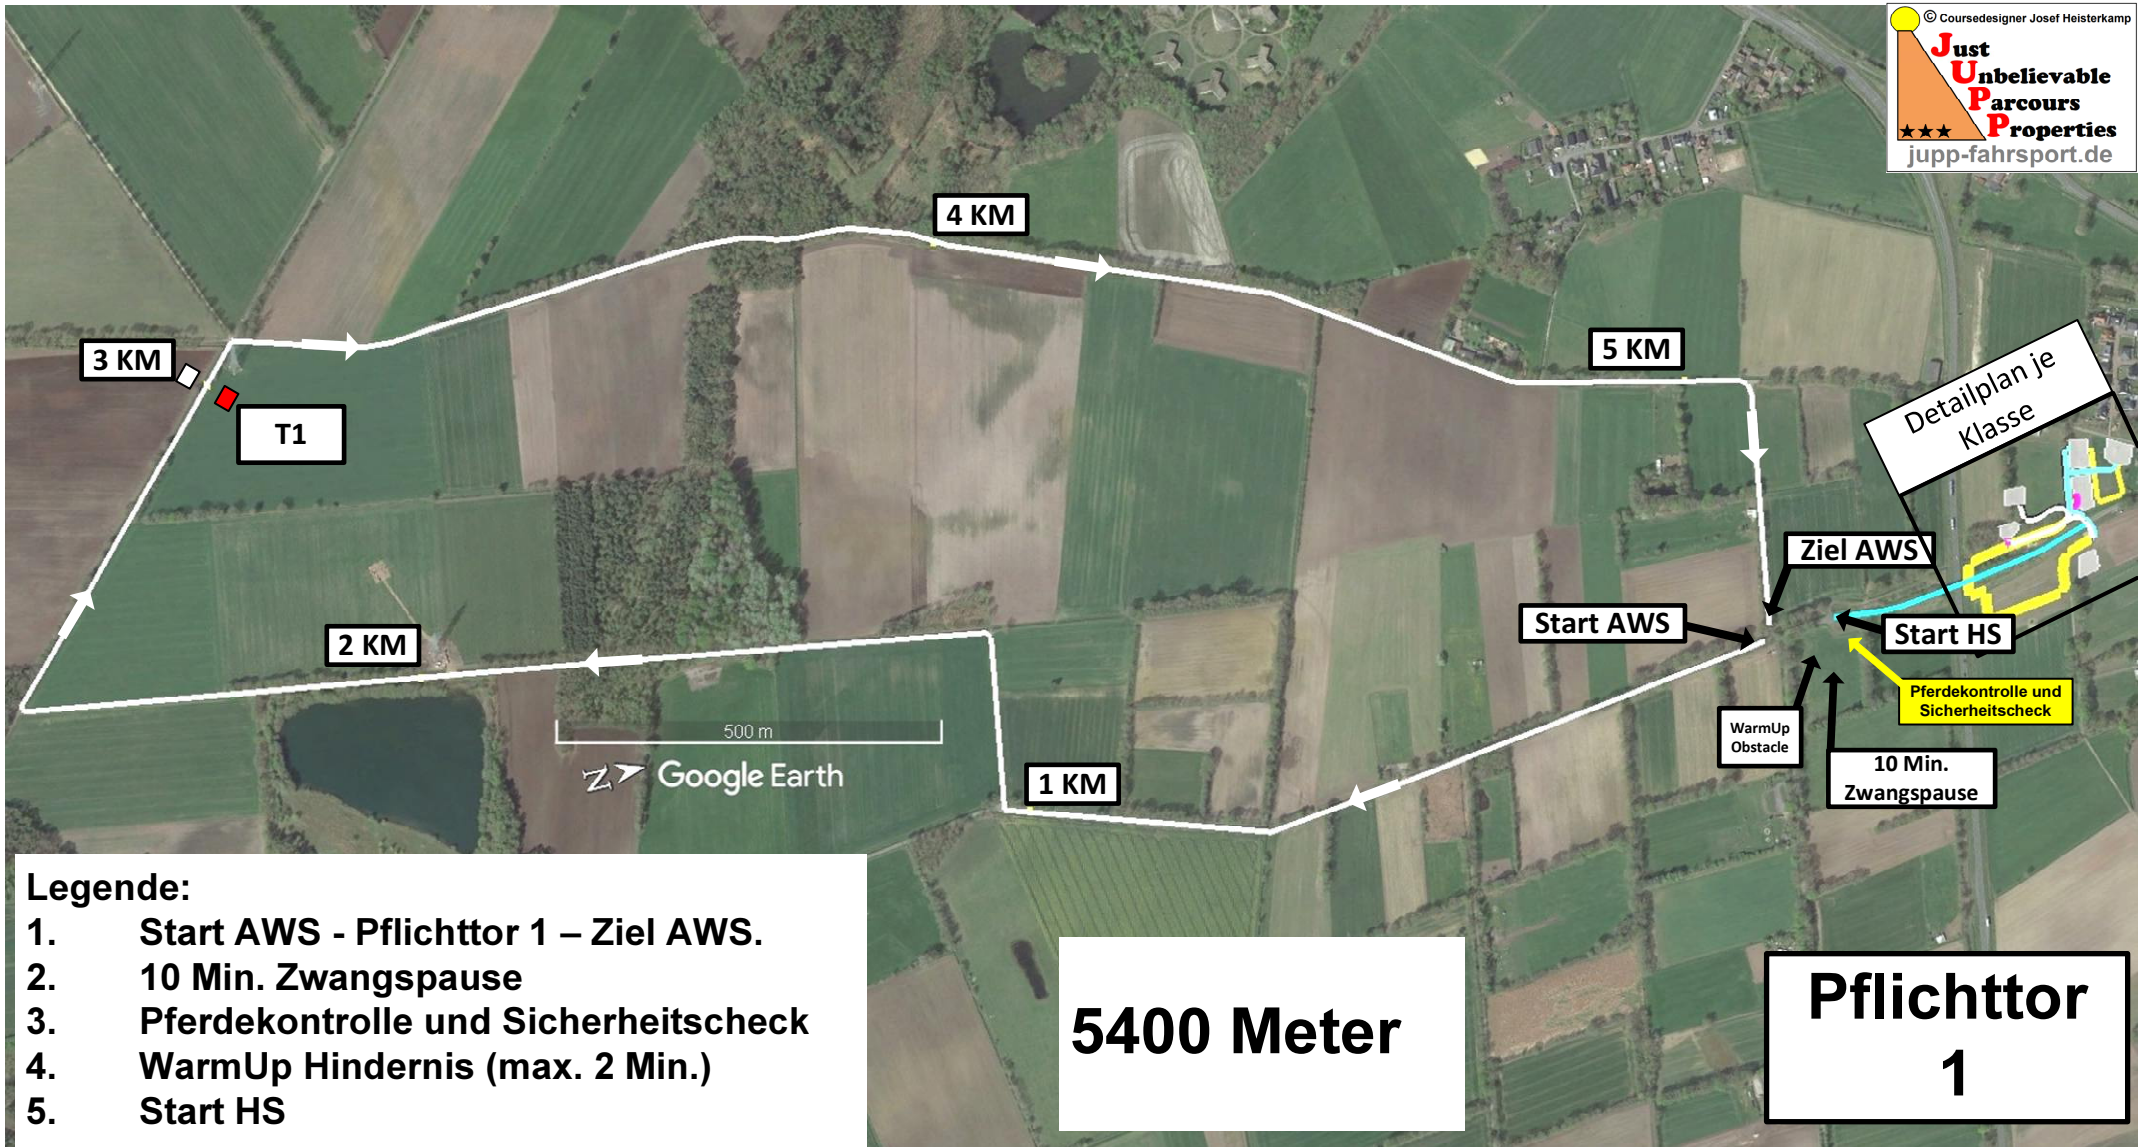 © Coursedesigner Josef Heisterkamp
Just
Unbelievable
Parcours
Properties
jupp-fahrsport.de
4 KM
3 KM
5 KM
T1
Detailplan je
Klasse
Ziel AWS
Start AWS
Start HS
2 KM
Pferdekontrolle und
Sicherheitscheck
WarmUp
Obstacle
500 m
Z
Google Earth
1 KM
10 Min.
Zwangspause
Legende:
1. Start AWS - Pflichttor 1 – Ziel AWS.
2. 10 Min. Zwangspause
3. Pferdekontrolle und Sicherheitscheck
4. WarmUp Hindernis (max. 2 Min.)
5. Start HS
5400 Meter
Pflichttor
1